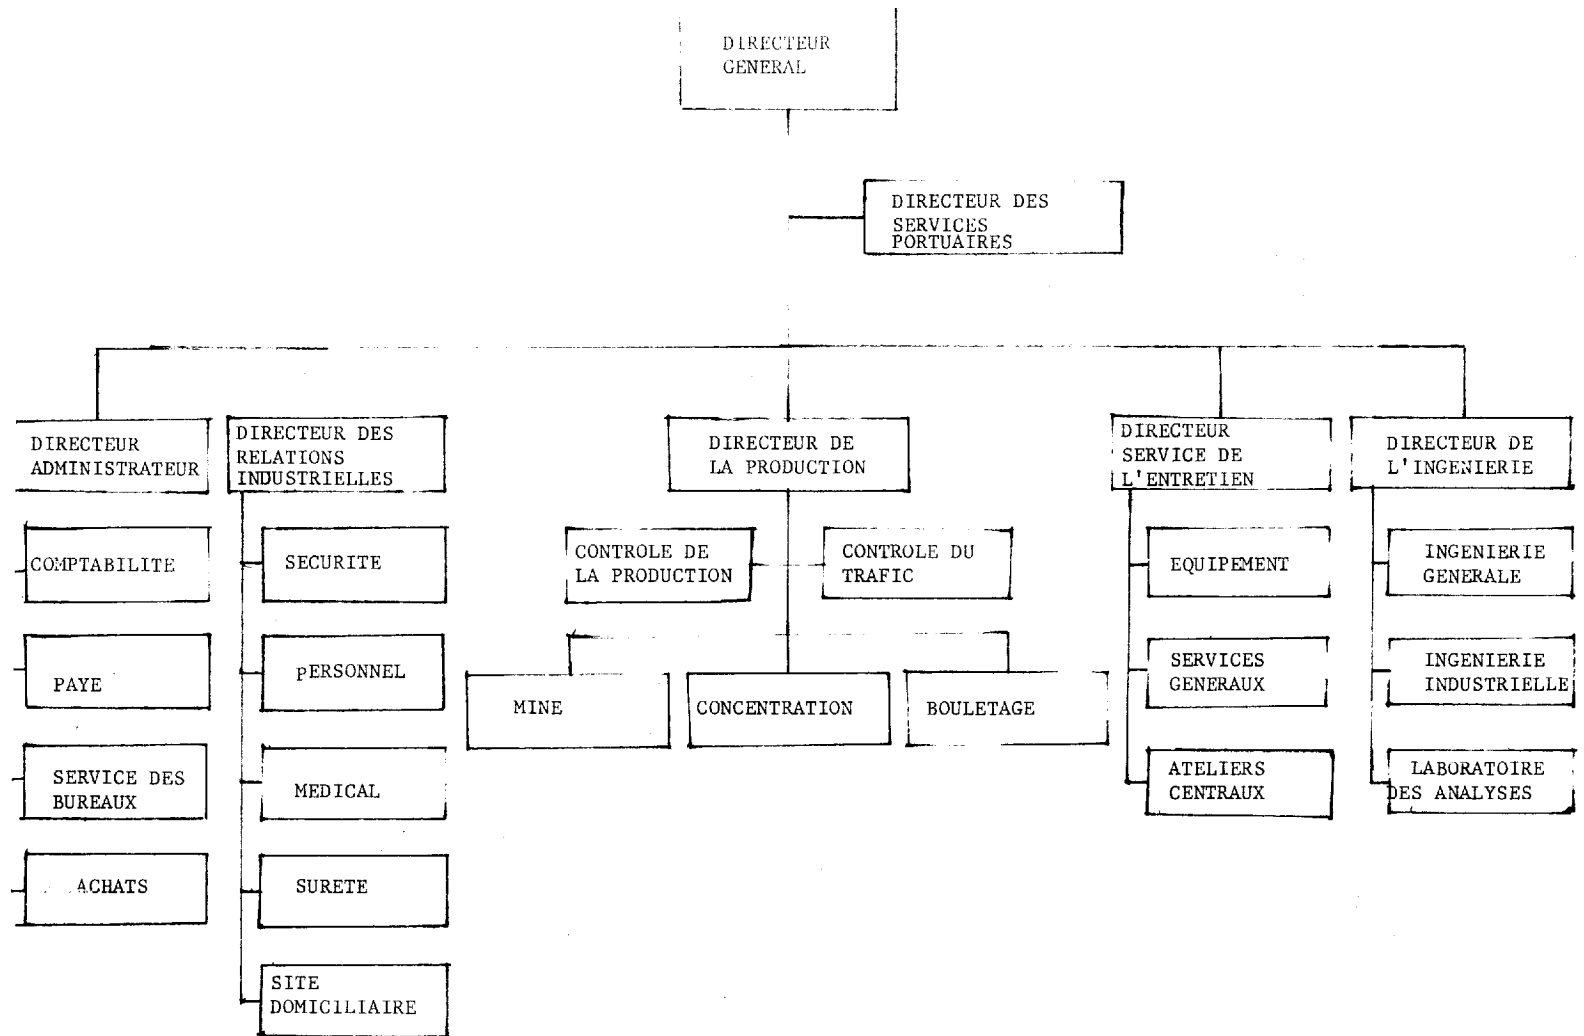 DIRECTEUR
GENERAL
DIRECTEUR DES
SERVICES
PORTUAIRES
DIRECTEUR
ADMINISTRATEUR
DIRECTEUR DES
RELATIONS
INDUSTRIELLES
DIRECTEUR DE
LA PRODUCTION
DIRECTEUR
SERVICE DE
L'ENTRETIEN
DIRECTEUR DE
L'INGENIERIE
COMPTABILITE
PAYE
SERVICE DES
BUREAUX
ACHATS
SECURITE
PERSONNEL
MEDICAL
SURETE
SITE
DOMICILIAIRE
CONTROLE DE
LA PRODUCTION
CONTROLE DU
TRAFIC
MINE
CONCENTRATION
BOULETAGE
EQUIPEMENT
SERVICES
GENERAUX
ATELIERS
CENTRAUX
INGENIERIE
GENERALE
INGENIERIE
INDUSTRIELLE
LABORATOIRE
DES ANALYSES